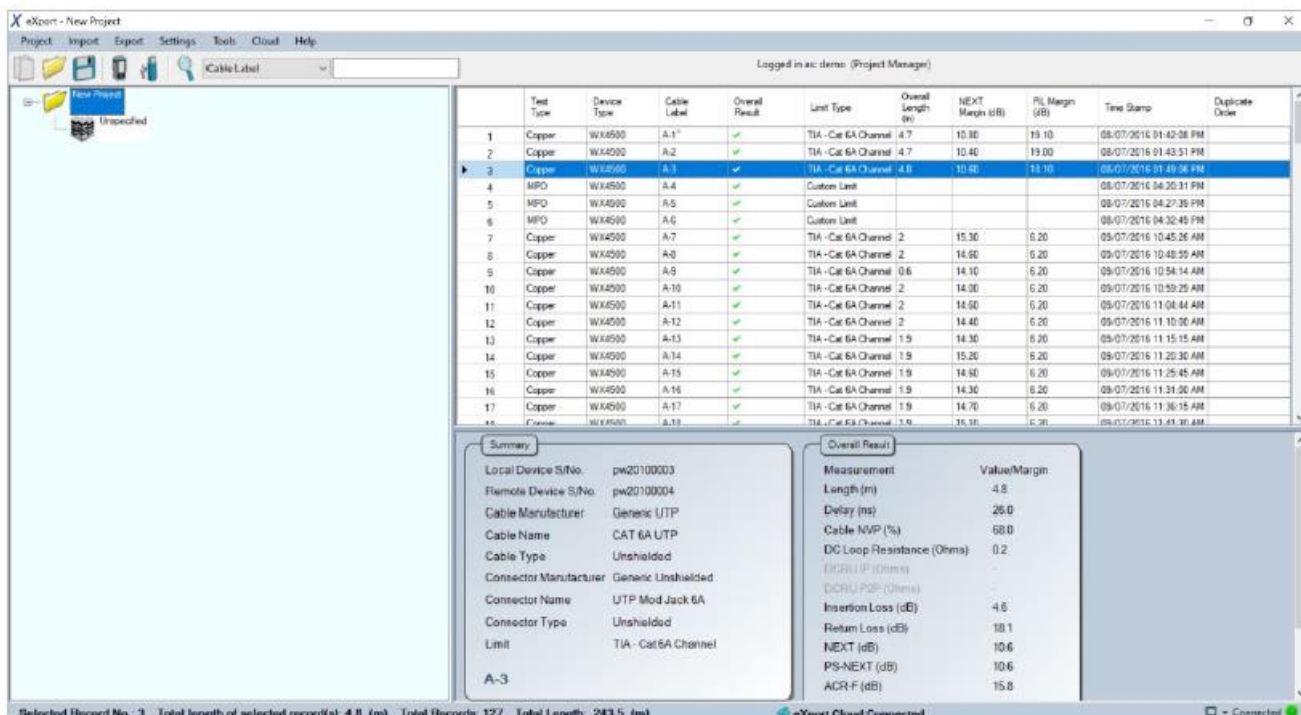 eXport - New Project
Project Import Export Settings Tools Cloud Help
Cable Label
Logged in as: demo (Project Manager)
New Project
Unspecified
Test Type Device Type Cable Label Overall Result Limit Type Overall Length (m) NEXT Margin (dB) RL Margin (dB) Time Stamp Duplicate Order
1 Copper WX4500 A-1* TIA - Cat 6A Channel 4.7 10.80 19.10 08/07/2016 01:42:08 PM
2 Copper WX4500 A-2 TIA - Cat 6A Channel 4.7 10.40 19.00 08/07/2016 01:43:51 PM
3 Copper WX4500 A-3 TIA - Cat 6A Channel 4.8 10.60 18.10 08/07/2016 01:49:06 PM
4 MPO WX4500 A-4 Custom Limit 08/07/2016 04:20:31 PM
5 MPO WX4500 A-5 Custom Limit 08/07/2016 04:27:39 PM
6 MPO WX4500 A-6 Custom Limit 08/07/2016 04:32:49 PM
7 Copper WX4500 A-7 TIA - Cat 6A Channel 2 15.30 6.20 09/07/2016 10:45:26 AM
8 Copper WX4500 A-8 TIA - Cat 6A Channel 2 14.60 6.20 09/07/2016 10:48:59 AM
9 Copper WX4500 A-9 TIA - Cat 6A Channel 0.6 14.10 6.20 09/07/2016 10:54:14 AM
10 Copper WX4500 A-10 TIA - Cat 6A Channel 2 14.00 6.20 09/07/2016 10:59:29 AM
11 Copper WX4500 A-11 TIA - Cat 6A Channel 2 14.60 6.20 09/07/2016 11:04:44 AM
12 Copper WX4500 A-12 TIA - Cat 6A Channel 2 14.40 6.20 09/07/2016 11:10:00 AM
13 Copper WX4500 A-13 TIA - Cat 6A Channel 1.9 14.30 6.20 09/07/2016 11:15:15 AM
14 Copper WX4500 A-14 TIA - Cat 6A Channel 1.9 15.20 6.20 09/07/2016 11:20:30 AM
15 Copper WX4500 A-15 TIA - Cat 6A Channel 1.9 14.60 6.20 09/07/2016 11:25:45 AM
16 Copper WX4500 A-16 TIA - Cat 6A Channel 1.9 14.30 6.20 09/07/2016 11:31:00 AM
17 Copper WX4500 A-17 TIA - Cat 6A Channel 1.9 14.70 6.20 09/07/2016 11:36:15 AM
Summary
Local Device S/No. pw20100003
Remote Device S/No. pw20100004
Cable Manufacturer Generic UTP
Cable Name CAT 6A UTP
Cable Type Unshielded
Connector Manufacturer Generic Unshielded
Connector Name UTP Mod Jack 6A
Connector Type Unshielded
Limit TIA - Cat 6A Channel
A-3
Overall Result
Measurement Value/Margin
Length (m) 4.8
Delay (ns) 26.0
Cable NVP (%) 68.0
DC Loop Resistance (Ohms) 0.2
DCRU IP (Ohms) -
DCRU P2P (Ohms) -
Insertion Loss (dB) 4.6
Return Loss (dB) 18.1
NEXT (dB) 10.6
PS-NEXT (dB) 10.6
ACR-F (dB) 15.8
Selected Record No.: 3 Total length of selected record(s): 4.8 (m) Total Records: 127 Total Length: 243.5 (m) eXport Cloud Connected - Connected